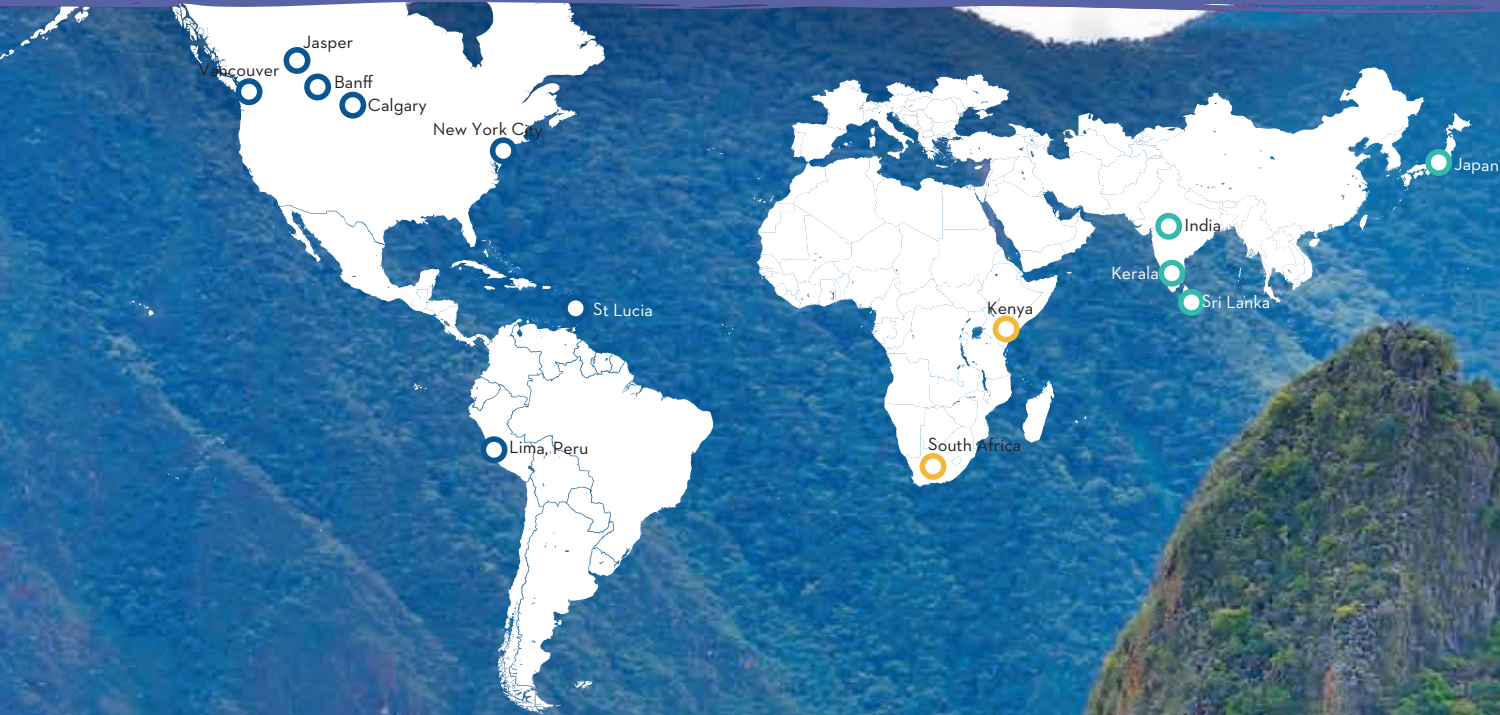 Jasper
Vancouver
Banff
Calgary
New York City
Japan
India
Kerala
Sri Lanka
St Lucia
Kenya
South Africa
Lima, Peru